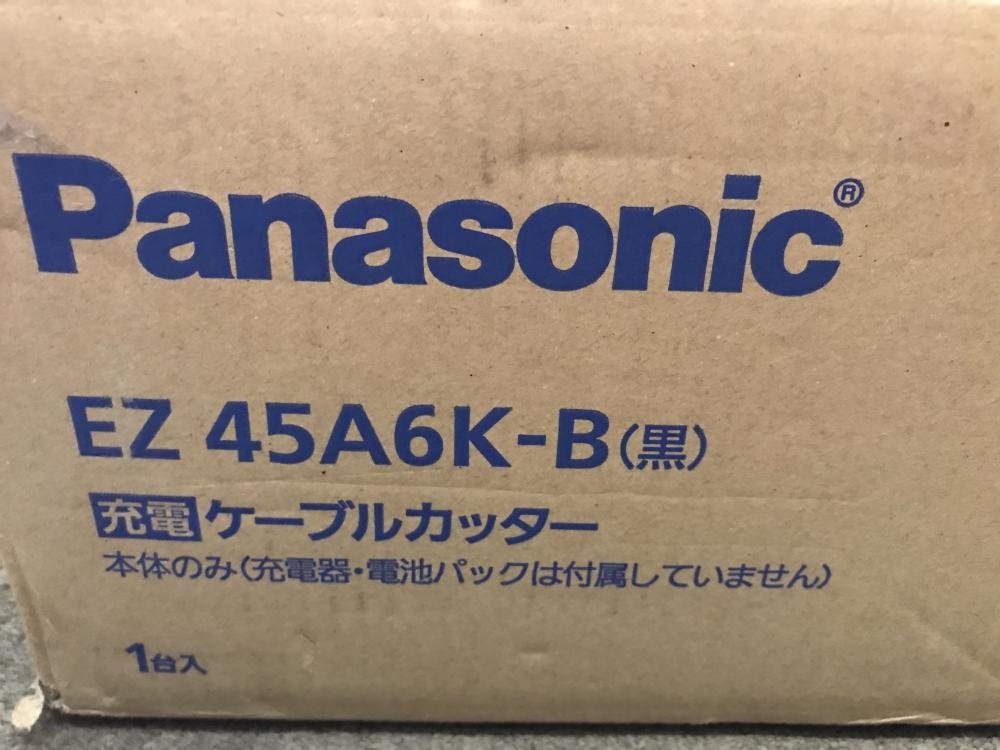 Panasonic®
EZ 45A6K-B(黒)
充電ケーブルカッター
本体のみ(充電器・電池パックは付属していません)
1台入